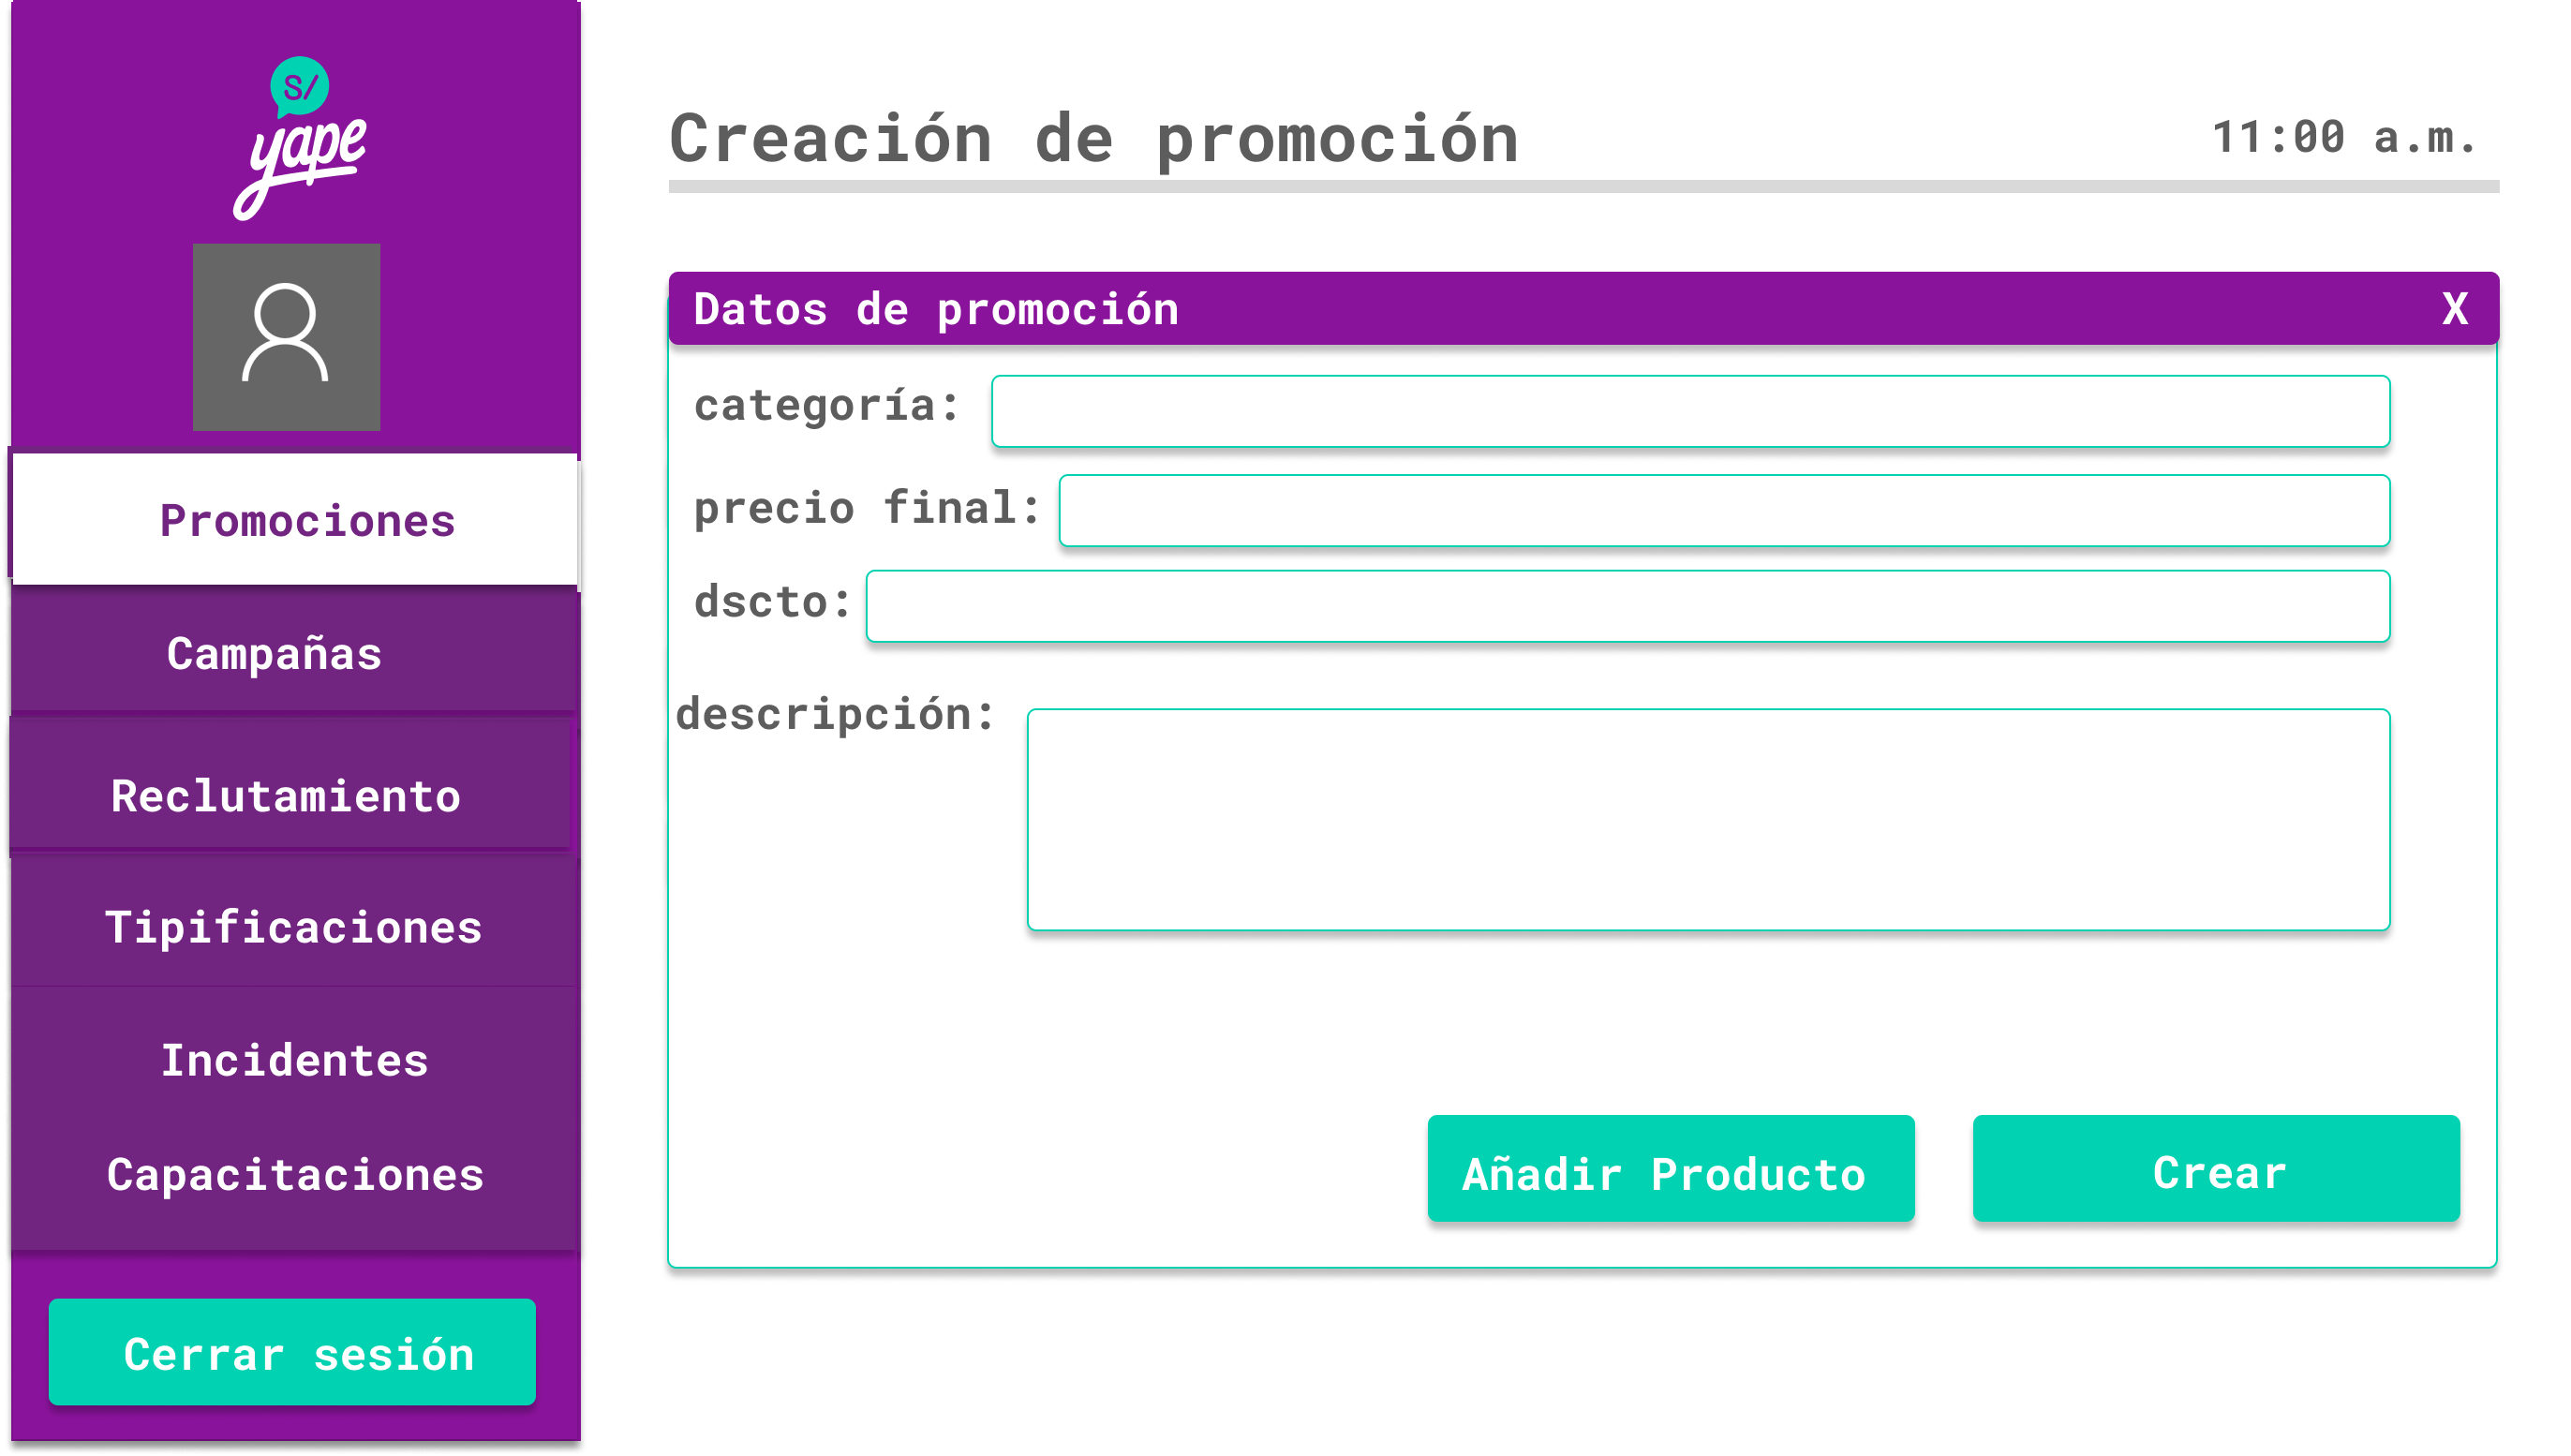 S/
yape
Promociones
Campañas
Reclutamiento
Tipificaciones
Incidentes
Capacitaciones
Cerrar sesión
Creación de promoción
11:00 a.m.
Datos de promoción
X
categoría:
precio final:
dscto:
descripción:
Añadir Producto
Crear